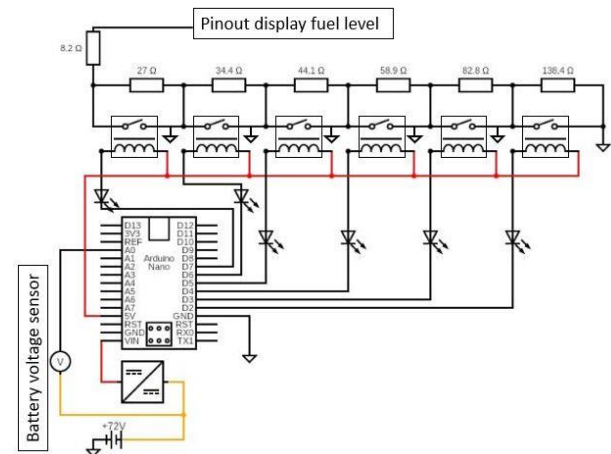 Pinout display fuel level
8.2 Ω
27 Ω
34.4 Ω
44.1 Ω
58.9 Ω
82.8 Ω
138.4 Ω
D13
3V3
REF
A0
A1
A2
A3
A4
A5
A6
A7
5V
RST
GND
VIN
Arduino
Nano
D12
D11
D10
D9
D8
D7
D6
D5
D4
D3
D2
GND
RST
RX0
TX1
Battery voltage sensor
V
+72V